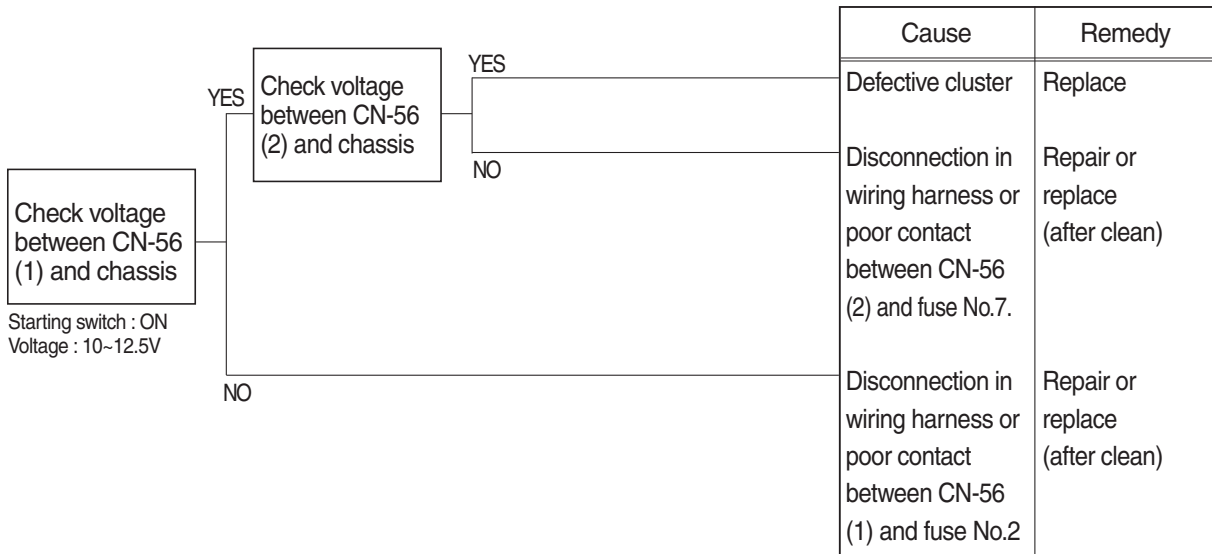 Cause
Remedy
YES
Check voltage
between CN-56
(2) and chassis
YES
NO
Defective cluster
Replace
Disconnection in
wiring harness or
poor contact
between CN-56
(2) and fuse No.7.
Repair or
replace
(after clean)
Check voltage
between CN-56
(1) and chassis
Starting switch : ON
Voltage : 10~12.5V
NO
Disconnection in
wiring harness or
poor contact
between CN-56
(1) and fuse No.2
Repair or
replace
(after clean)